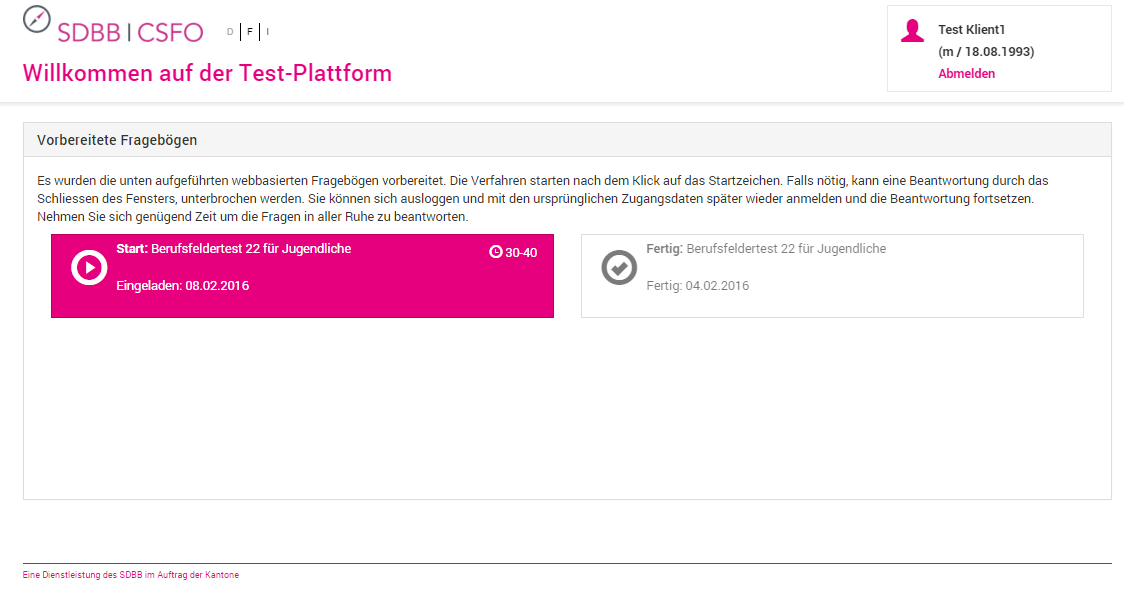 SDBB | CSFO
D | F | I
Willkommen auf der Test-Plattform
Test Klient1
(m / 18.08.1993)
Abmelden
Vorbereitete Fragebögen
Es wurden die unten aufgeführten webbasierten Fragebögen vorbereitet. Die Verfahren starten nach dem Klick auf das Startzeichen. Falls nötig, kann eine Beantwortung durch das
Schliessen des Fensters, unterbrochen werden. Sie können sich ausloggen und mit den ursprünglichen Zugangsdaten später wieder anmelden und die Beantwortung fortsetzen.
Nehmen Sie sich genügend Zeit um die Fragen in aller Ruhe zu beantworten.
Start: Berufsfeldertest 22 für Jugendliche
30-40
Eingeladen: 08.02.2016
Fertig: Berufsfeldertest 22 für Jugendliche
Fertig: 04.02.2016
Eine Dienstleistung des SDBB im Auftrag der Kantone